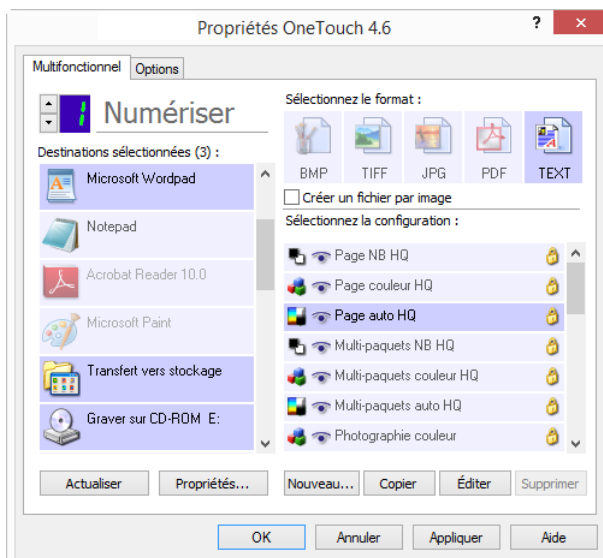 Propriétés OneTouch 4.6
?
Multifonctionnel
Options
1
Numériser
Destinations sélectionnées (3) :
Microsoft Wordpad
Notepad
Acrobat Reader 10.0
Microsoft Paint
Transfert vers stockage
Graver sur CD-ROM E:
Actualiser
Propriétés...
Sélectionnez le format :
BMP
TIFF
JPG
PDF
TEXT
Créer un fichier par image
Sélectionnez la configuration :
Page NB HQ
Page couleur HQ
Page auto HQ
Multi-paquets NB HQ
Multi-paquets couleur HQ
Multi-paquets auto HQ
Photographie couleur
Nouveau...
Copier
Éditer
Supprimer
OK
Annuler
Appliquer
Aide